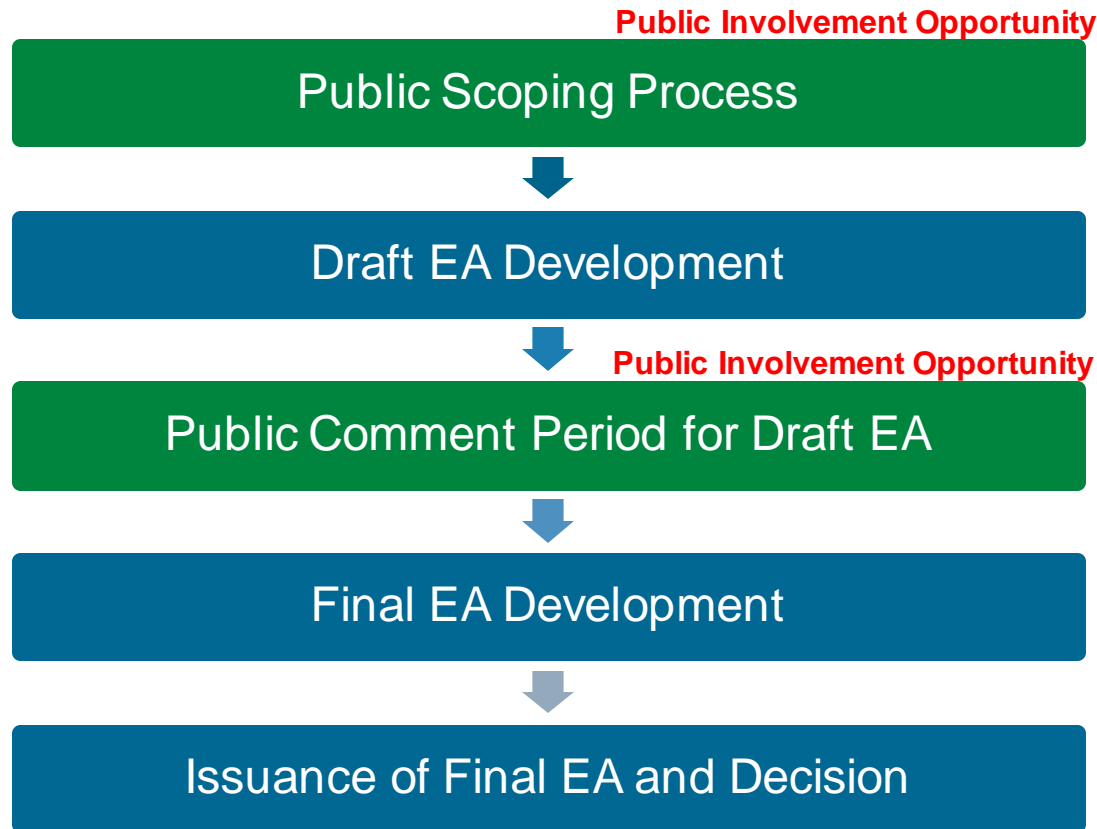 Public Involvement Opportunity
Public Scoping Process
Draft EA Development
Public Involvement Opportunity
Public Comment Period for Draft EA
Final EA Development
Issuance of Final EA and Decision